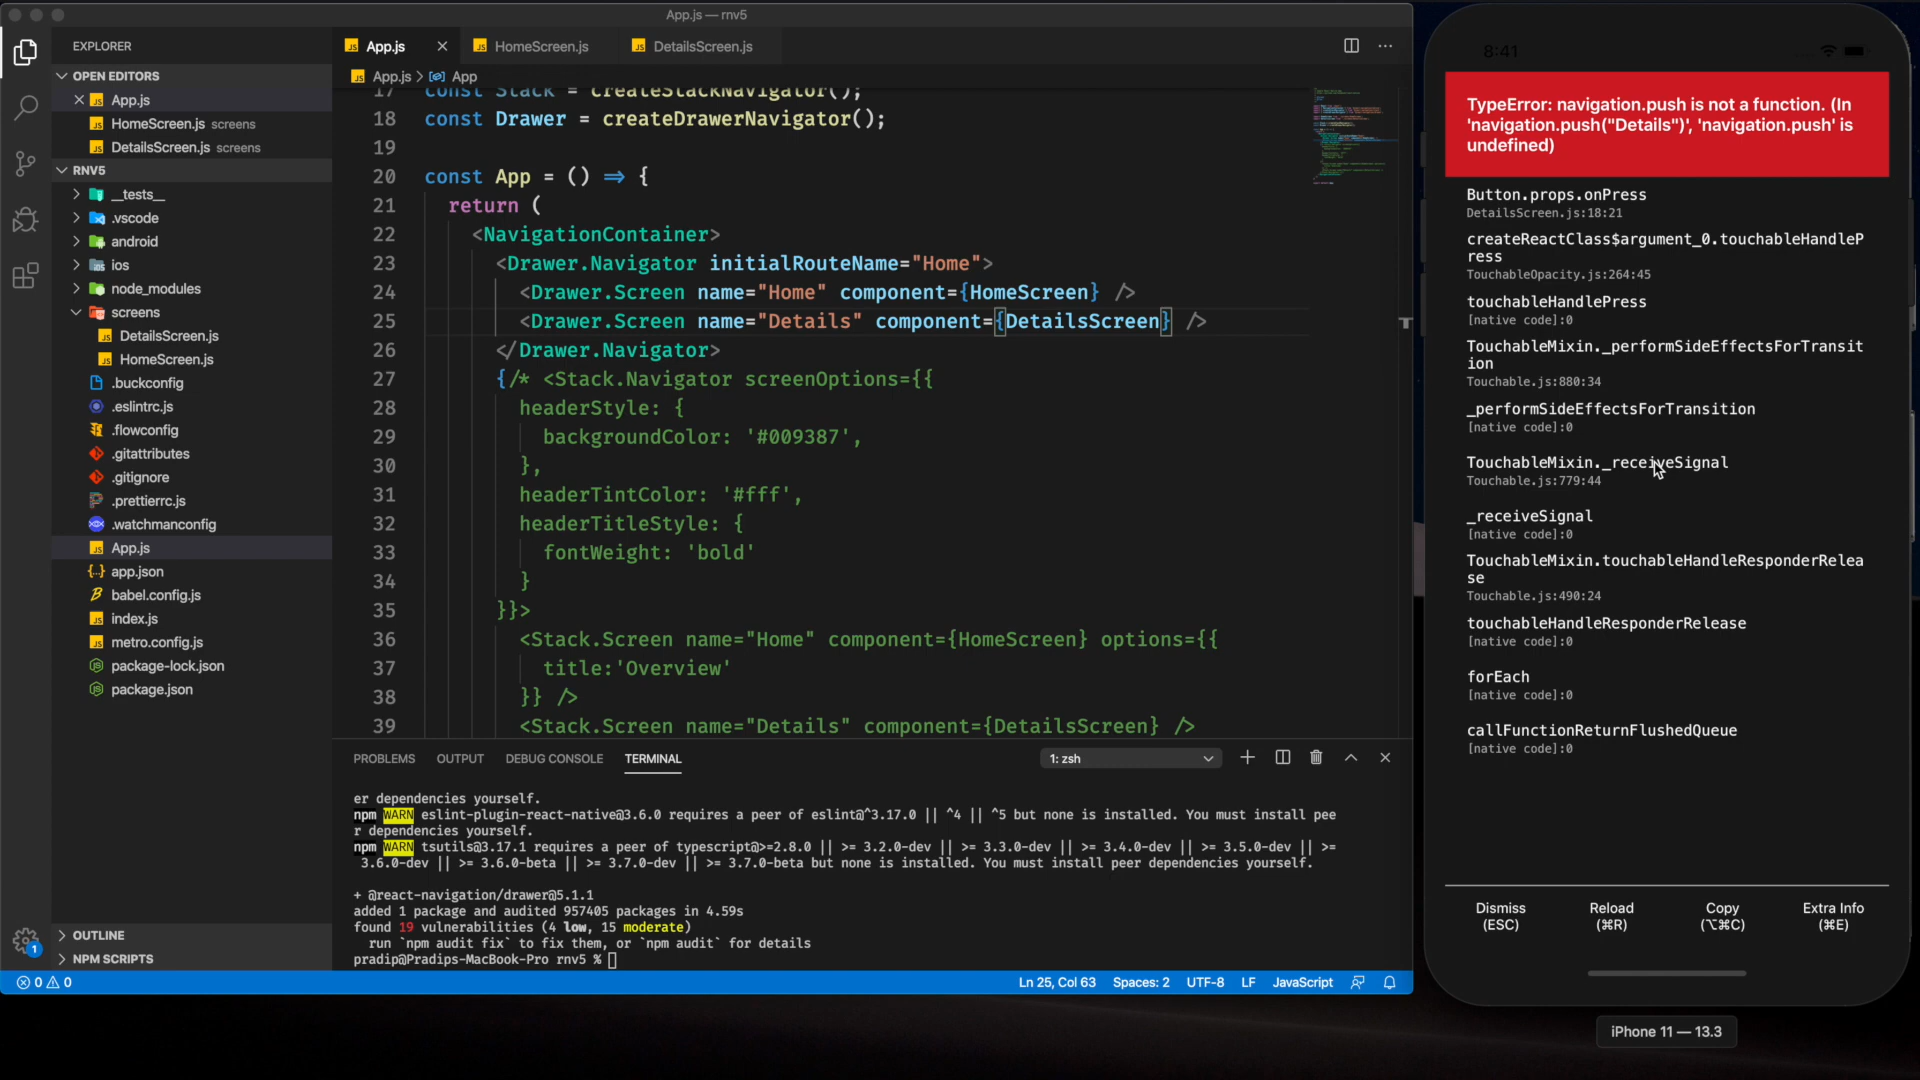 App.js — rnv5
EXPLORER
OPEN EDITORS
App.js
HomeScreen.js screens
DetailsScreen.js screens
RNV5
__tests__
.vscode
android
ios
node_modules
screens
DetailsScreen.js
HomeScreen.js
.buckconfig
.eslintrc.js
.flowconfig
.gitattributes
.gitignore
.prettierrc.js
.watchmanconfig
App.js
app.json
babel.config.js
index.js
metro.config.js
package-lock.json
package.json
OUTLINE
NPM SCRIPTS
1
App.js
HomeScreen.js
DetailsScreen.js
App.js > App
17 const Stack = createStackNavigator();
18 const Drawer = createDrawerNavigator();
19
20 const App = () => {
21 return (
22 <NavigationContainer>
23 <Drawer.Navigator initialRouteName="Home">
24 <Drawer.Screen name="Home" component={HomeScreen} />
25 <Drawer.Screen name="Details" component={DetailsScreen} />
26 </Drawer.Navigator>
27 {/* <Stack.Navigator screenOptions={{
28 headerStyle: {
29 backgroundColor: '#009387',
30 },
31 headerTintColor: '#fff',
32 headerTitleStyle: {
33 fontWeight: 'bold'
34 }
35 }}>
36 <Stack.Screen name="Home" component={HomeScreen} options={{
37 title:'Overview'
38 }} />
39 <Stack.Screen name="Details" component={DetailsScreen} />
PROBLEMS OUTPUT DEBUG CONSOLE TERMINAL 1: zsh
er dependencies yourself.
npm WARN eslint-plugin-react-native@3.6.0 requires a peer of eslint@^3.17.0 || ^4 || ^5 but none is installed. You must install pee
r dependencies yourself.
npm WARN tsutils@3.17.1 requires a peer of typescript@>=2.8.0 || >= 3.2.0-dev || >= 3.3.0-dev || >= 3.4.0-dev || >= 3.5.0-dev || >=
3.6.0-dev || >= 3.6.0-beta || >= 3.7.0-dev || >= 3.7.0-beta but none is installed. You must install peer dependencies yourself.
+ @react-navigation/drawer@5.1.1
added 1 package and audited 957405 packages in 4.59s
found 19 vulnerabilities (4 low, 15 moderate)
run `npm audit fix` to fix them, or `npm audit` for details
pradip@Pradips-MacBook-Pro rnv5 %
0 0 Ln 25, Col 63 Spaces: 2 UTF-8 LF JavaScript
8:41
TypeError: navigation.push is not a function. (In
'navigation.push("Details")', 'navigation.push' is
undefined)
Button.props.onPress
DetailsScreen.js:18:21
createReactClass$argument_0.touchableHandleP
ress
TouchableOpacity.js:264:45
touchableHandlePress
[native code]:0
TouchableMixin._performSideEffectsForTransit
ion
Touchable.js:880:34
_performSideEffectsForTransition
[native code]:0
TouchableMixin._receiveSignal
Touchable.js:779:44
_receiveSignal
[native code]:0
TouchableMixin.touchableHandleResponderRelea
se
Touchable.js:490:24
touchableHandleResponderRelease
[native code]:0
forEach
[native code]:0
callFunctionReturnFlushedQueue
[native code]:0
Dismiss Reload Copy Extra Info
(ESC) (⌘R) (⌥⌘C) (⌘E)
iPhone 11 — 13.3